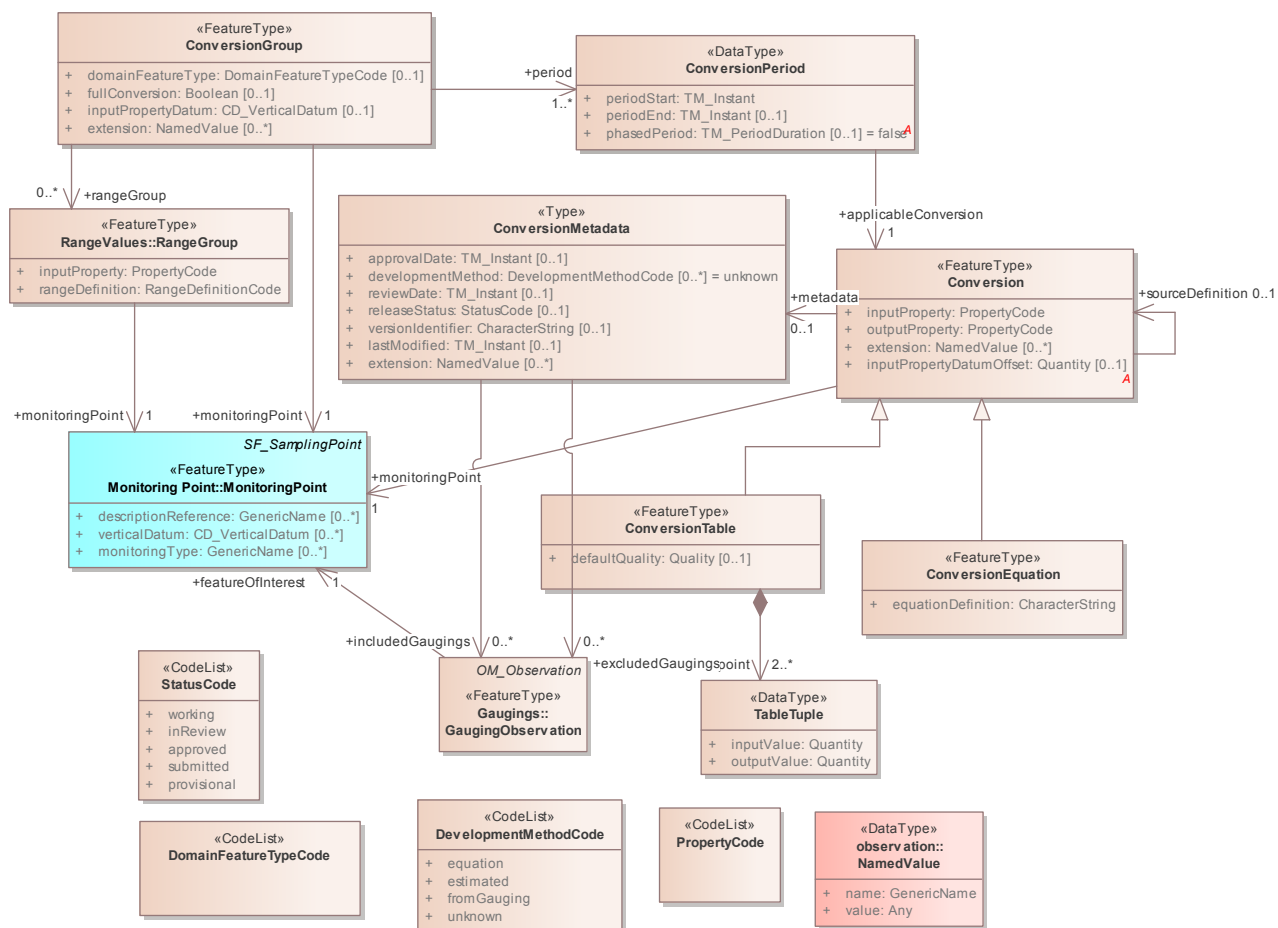 «FeatureType»
ConversionGroup
+ domainFeatureType: DomainFeatureTypeCode [0..1]
+ fullConversion: Boolean [0..1]
+ inputPropertyDatum: CD_VerticalDatum [0..1]
+ extension: NamedValue [0..*]
+period
1..*
«DataType»
ConversionPeriod
+ periodStart: TM_Instant
+ periodEnd: TM_Instant [0..1]
+ phasedPeriod: TM_PeriodDuration [0..1] = false
A
0..*
+rangeGroup
«FeatureType»
RangeValues::RangeGroup
+ inputProperty: PropertyCode
+ rangeDefinition: RangeDefinitionCode
«Type»
ConversionMetadata
+ approvalDate: TM_Instant [0..1]
+ developmentMethod: DevelopmentMethodCode [0..*] = unknown
+ reviewDate: TM_Instant [0..1]
+ releaseStatus: StatusCode [0..1]
+ versionIdentifier: CharacterString [0..1]
+ lastModified: TM_Instant [0..1]
+ extension: NamedValue [0..*]
+applicableConversion
1
«FeatureType»
Conversion
+ inputProperty: PropertyCode
+ outputProperty: PropertyCode
+ extension: NamedValue [0..*]
+ inputPropertyDatumOffset: Quantity [0..1]
A
+sourceDefinition 0..1
+metadata
0..1
+monitoringPoint 1
+monitoringPoint 1
SF_SamplingPoint
«FeatureType»
Monitoring Point::MonitoringPoint
+ descriptionReference: GenericName [0..*]
+ verticalDatum: CD_VerticalDatum [0..*]
+ monitoringType: GenericName [0..*]
+monitoringPoint
1
«FeatureType»
ConversionTable
+ defaultQuality: Quality [0..1]
«FeatureType»
ConversionEquation
+ equationDefinition: CharacterString
+featureOfInterest 1
+includedGaugings 0..*
0..*
+excludedGaugings
point 2..*
OM_Observation
«FeatureType»
Gaugings::
GaugingObservation
«DataType»
TableTuple
+ inputValue: Quantity
+ outputValue: Quantity
«CodeList»
StatusCode
+ working
+ inReview
+ approved
+ submitted
+ provisional
«CodeList»
DomainFeatureTypeCode
«CodeList»
DevelopmentMethodCode
+ equation
+ estimated
+ fromGauging
+ unknown
«CodeList»
PropertyCode
«DataType»
observation::
NamedValue
+ name: GenericName
+ value: Any